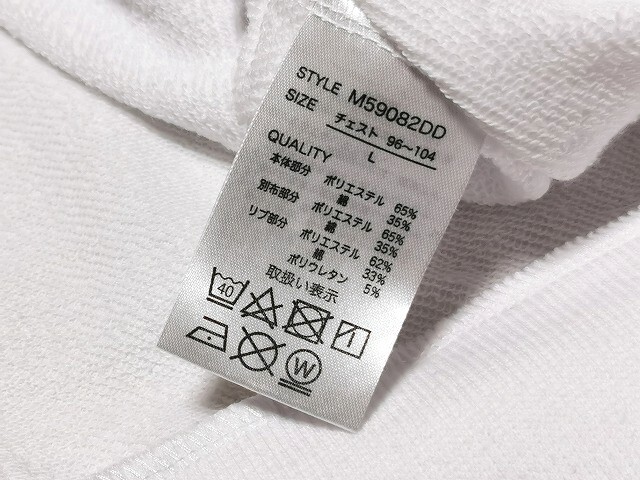 STYLE M59082DD
SIZE チェスト 96～104
L
QUALITY
本体部分 ポリエステル 65%
綿 35%
別布部分 ポリエステル 65%
綿 35%
リブ部分 ポリエステル 62%
綿 33%
ポリウレタン 5%
取扱い表示
40
W